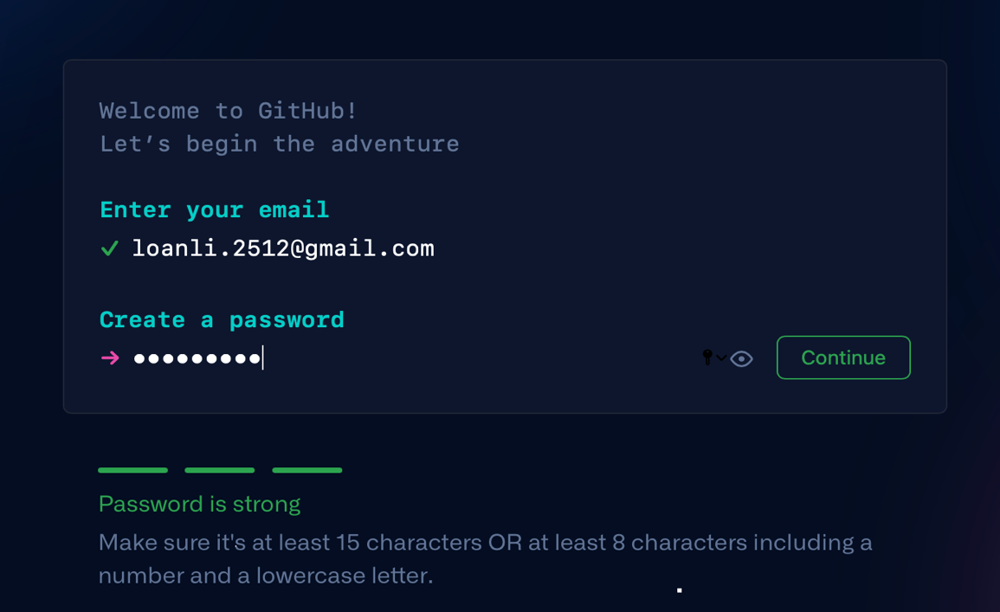 Welcome to GitHub!
Let’s begin the adventure
Enter your email
loanli.2512@gmail.com
Create a password
Continue
Password is strong
Make sure it's at least 15 characters OR at least 8 characters including a
number and a lowercase letter.